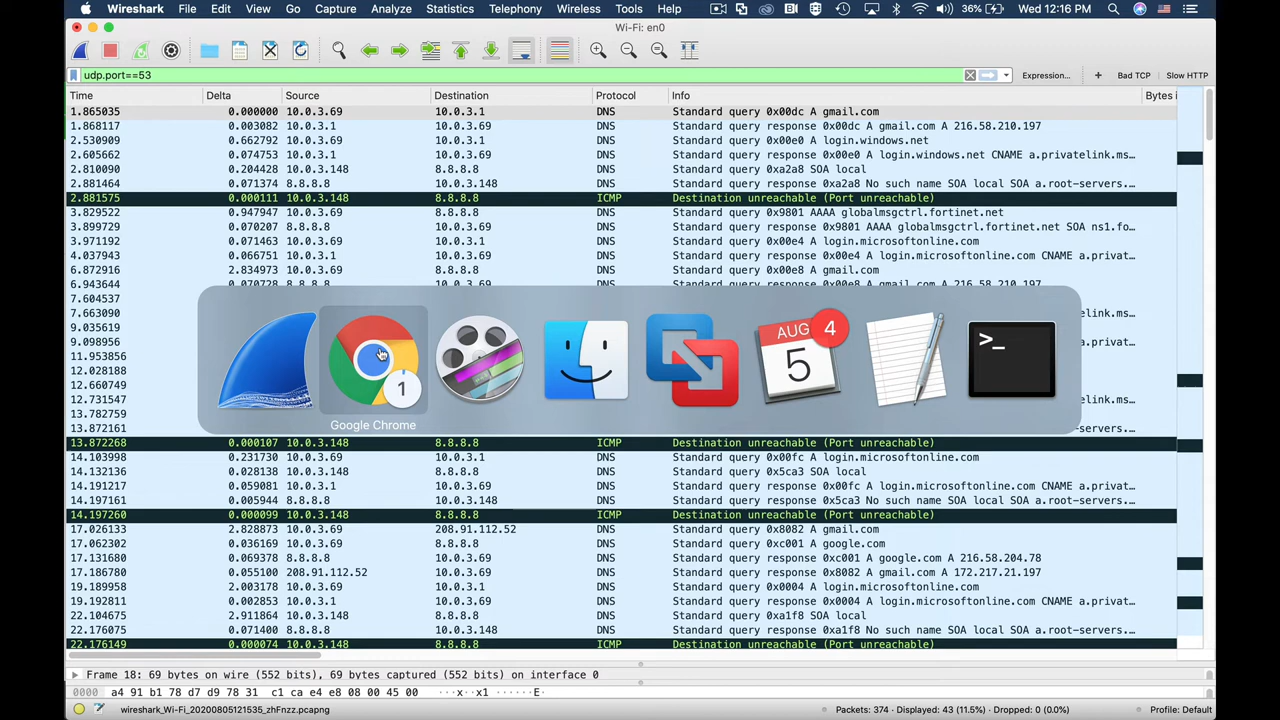 Wireshark File Edit View Go Capture Analyze Statistics Telephony Wireless Tools Help 36% Wed 12:16 PM
Wi-Fi: en0
udp.port==53 Expression... + Bad TCP Slow HTTP
Time Delta Source Destination Protocol Info Bytes i
1.865035 0.000000 10.0.3.69 10.0.3.1 DNS Standard query 0x00dc A gmail.com
1.868117 0.003082 10.0.3.1 10.0.3.69 DNS Standard query response 0x00dc A gmail.com A 216.58.210.197
2.530909 0.662792 10.0.3.69 10.0.3.1 DNS Standard query 0x00e0 A login.windows.net
2.605662 0.074753 10.0.3.1 10.0.3.69 DNS Standard query response 0x00e0 A login.windows.net CNAME a.privatelink.ms…
2.810090 0.204428 10.0.3.148 8.8.8.8 DNS Standard query 0xa2a8 SOA local
2.881464 0.071374 8.8.8.8 10.0.3.148 DNS Standard query response 0xa2a8 No such name SOA local SOA a.root-servers.…
2.881575 0.000111 10.0.3.148 8.8.8.8 ICMP Destination unreachable (Port unreachable)
3.829522 0.947947 10.0.3.69 8.8.8.8 DNS Standard query 0x9801 AAAA globalmsgctrl.fortinet.net
3.899729 0.070207 8.8.8.8 10.0.3.69 DNS Standard query response 0x9801 AAAA globalmsgctrl.fortinet.net SOA ns1.fo…
3.971192 0.071463 10.0.3.69 10.0.3.1 DNS Standard query 0x00e4 A login.microsoftonline.com
4.037943 0.066751 10.0.3.1 10.0.3.69 DNS Standard query response 0x00e4 A login.microsoftonline.com CNAME a.privat…
6.872916 2.834973 10.0.3.69 8.8.8.8 DNS Standard query 0x00e8 A gmail.com
6.943644 0.070728 8.8.8.8 10.0.3.69 DNS Standard query response 0x00e8 A gmail.com A 216.58.210.197
7.604537
7.663090
9.035619
9.098956
11.953856
12.028188
12.660749
12.731547
13.782214
13.872161
AUG 4
5
>_
1
Google Chrome
13.872268 0.000107 10.0.3.148 8.8.8.8 ICMP Destination unreachable (Port unreachable)
14.103998 0.231730 10.0.3.69 10.0.3.1 DNS Standard query 0x00fc A login.microsoftonline.com
14.132136 0.028138 10.0.3.148 8.8.8.8 DNS Standard query 0x5ca3 SOA local
14.191217 0.059081 10.0.3.1 10.0.3.69 DNS Standard query response 0x00fc A login.microsoftonline.com CNAME a.privat…
14.197161 0.005944 8.8.8.8 10.0.3.148 DNS Standard query response 0x5ca3 No such name SOA local SOA a.root-servers.…
14.197260 0.000099 10.0.3.148 8.8.8.8 ICMP Destination unreachable (Port unreachable)
17.026133 2.828873 10.0.3.69 208.91.112.52 DNS Standard query 0x8082 A gmail.com
17.062302 0.036169 10.0.3.69 8.8.8.8 DNS Standard query 0xc001 A google.com
17.131680 0.069378 8.8.8.8 10.0.3.69 DNS Standard query response 0xc001 A google.com A 216.58.204.78
17.186780 0.055100 208.91.112.52 10.0.3.69 DNS Standard query response 0x8082 A gmail.com A 172.217.21.197
19.189958 2.003178 10.0.3.69 10.0.3.1 DNS Standard query 0x0004 A login.microsoftonline.com
19.192811 0.002853 10.0.3.1 10.0.3.69 DNS Standard query response 0x0004 A login.microsoftonline.com CNAME a.privat…
22.104675 2.911864 10.0.3.148 8.8.8.8 DNS Standard query 0xa1f8 SOA local
22.176075 0.071400 8.8.8.8 10.0.3.148 DNS Standard query response 0xa1f8 No such name SOA local SOA a.root-servers.…
22.176149 0.000074 10.0.3.148 8.8.8.8 ICMP Destination unreachable (Port unreachable)
Frame 18: 69 bytes on wire (552 bits), 69 bytes captured (552 bits) on interface 0
0000 a4 91 b1 78 d7 d9 78 31 c1 ca e4 e8 08 00 45 00 ···x··x1 ······E·
wireshark_Wi-Fi_20200805121535_zhFnzz.pcapng Packets: 374 · Displayed: 43 (11.5%) · Dropped: 0 (0.0%) Profile: Default